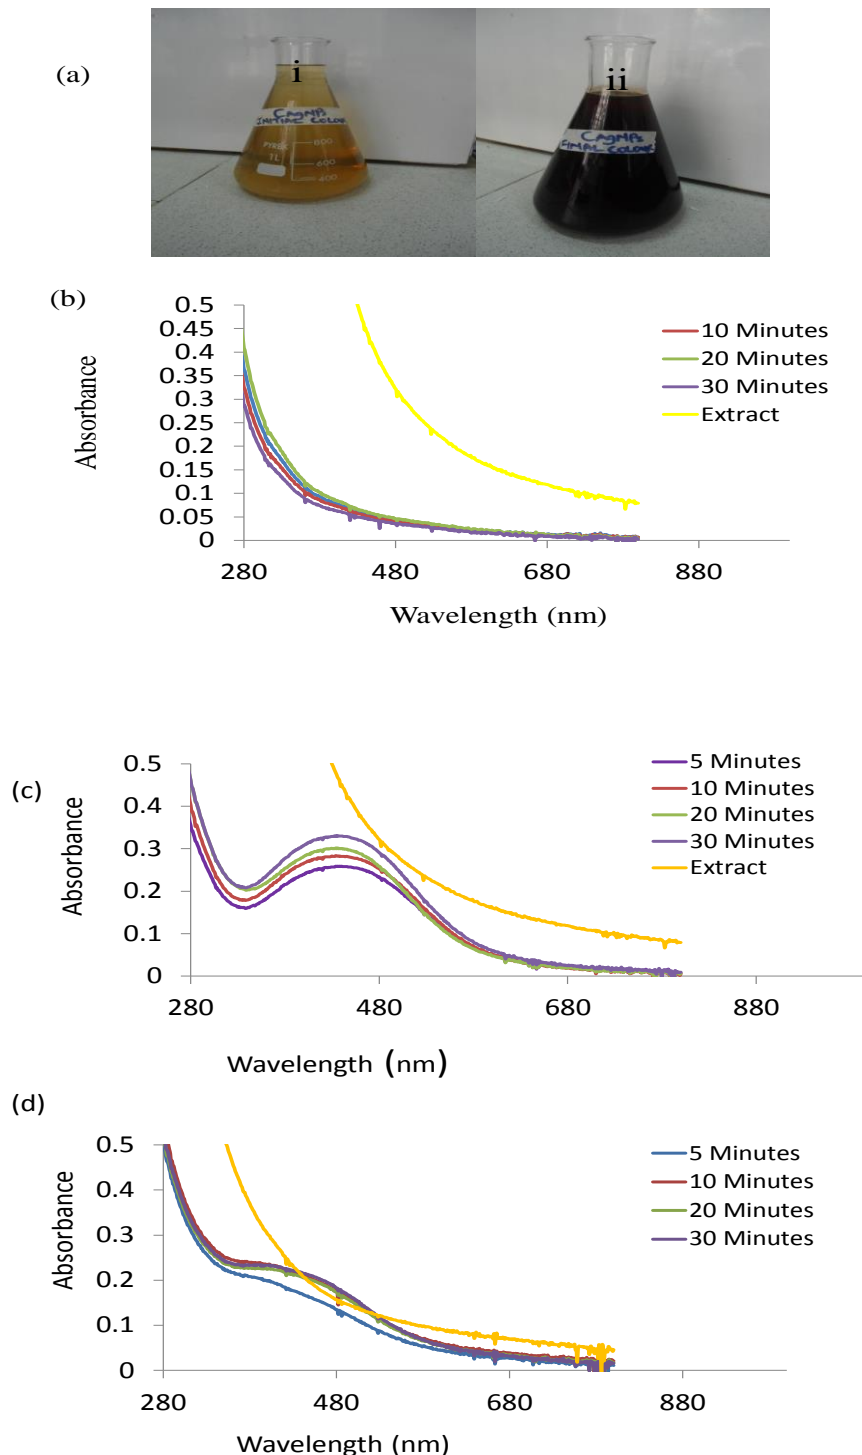 (a)
i
ii
CAgNPs
INITIAL COLOUR
PYREX
1L
800
600
400
CAgNPs
FINAL COLOUR
(b)
Absorbance
0.5
0.45
0.4
0.35
0.3
0.25
0.2
0.15
0.1
0.05
0
280 480 680 880
Wavelength (nm)
10 Minutes
20 Minutes
30 Minutes
Extract
(c)
Absorbance
0.5
0.4
0.3
0.2
0.1
0
280 480 680 880
Wavelength (nm)
5 Minutes
10 Minutes
20 Minutes
30 Minutes
Extract
(d)
Absorbance
0.5
0.4
0.3
0.2
0.1
0
280 480 680 880
Wavelength (nm)
5 Minutes
10 Minutes
20 Minutes
30 Minutes